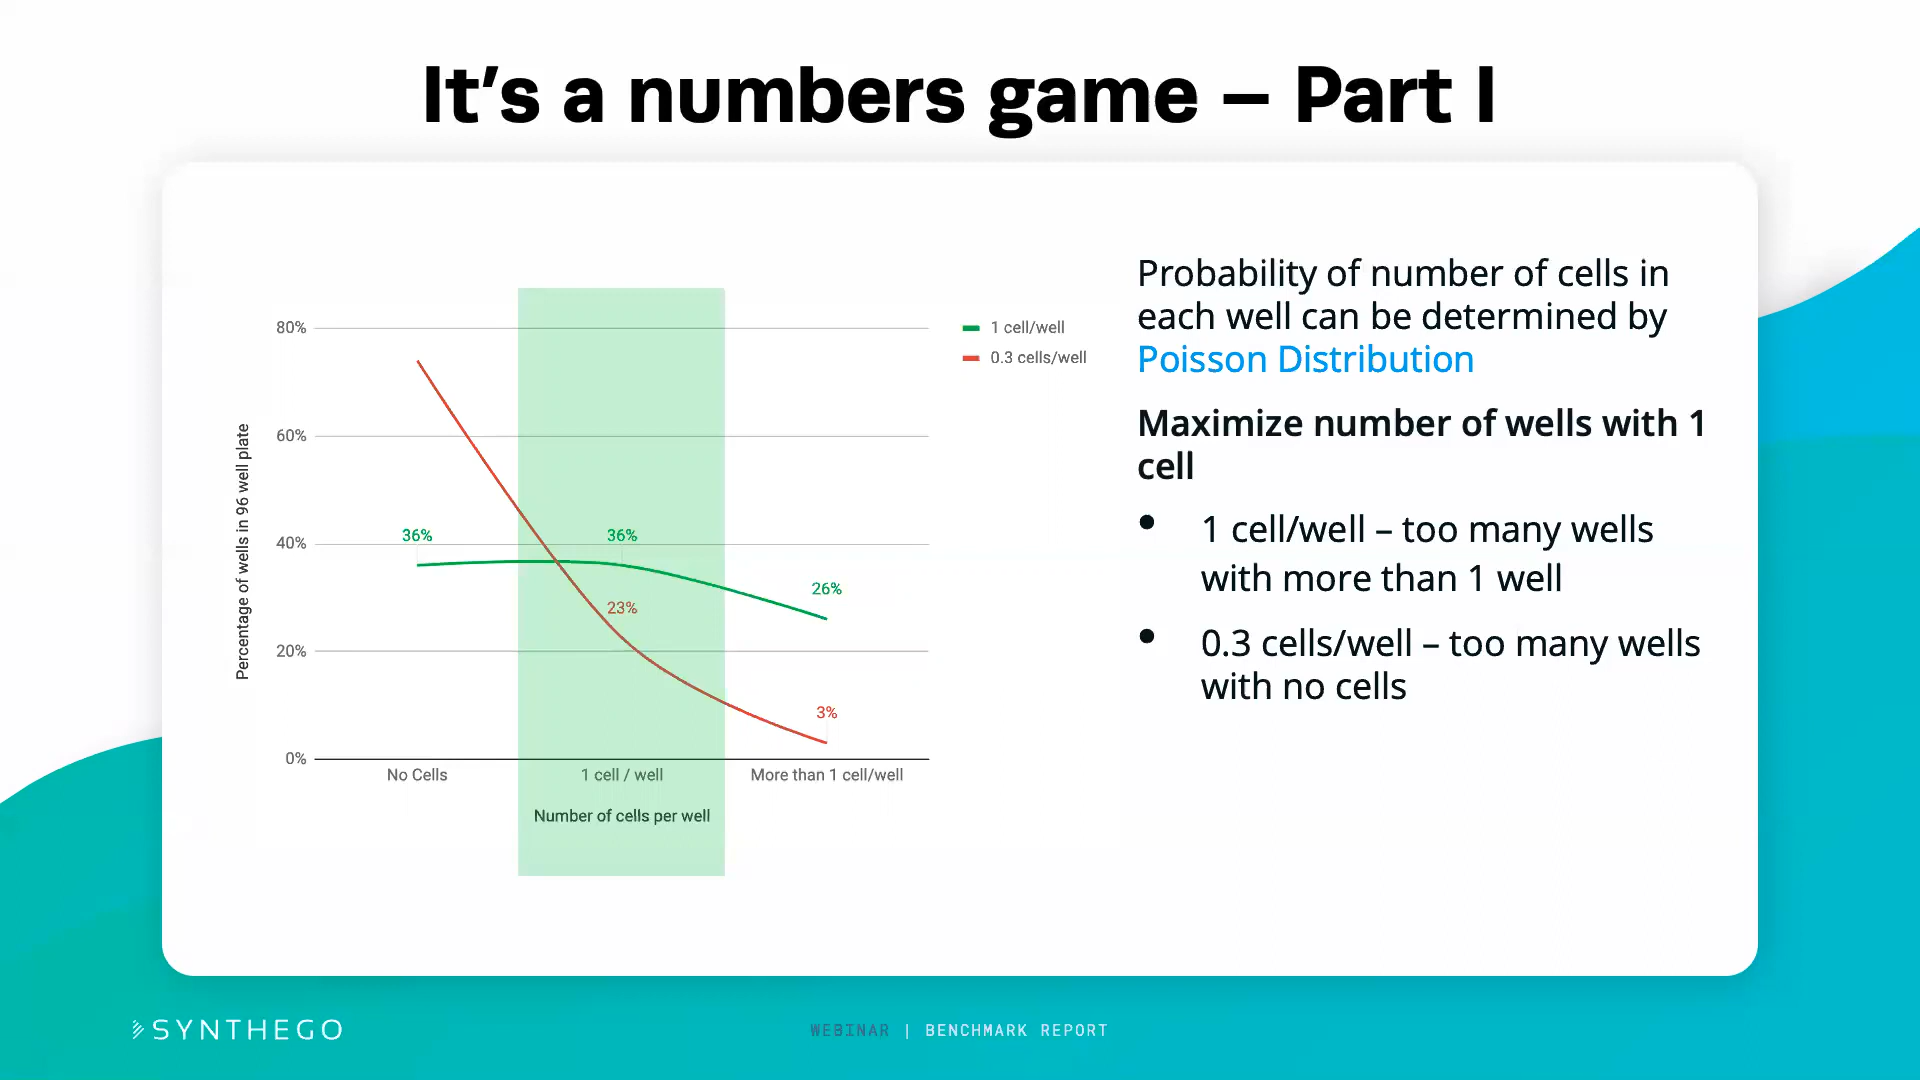 It’s a numbers game – Part I
80%
60%
40%
20%
0%
Percentage of wells in 96 well plate
36%
36%
26%
23%
3%
No Cells
1 cell / well
More than 1 cell/well
Number of cells per well
1 cell/well
0.3 cells/well
Probability of number of cells in
each well can be determined by
Poisson Distribution
Maximize number of wells with 1
cell
• 1 cell/well – too many wells
with more than 1 well
• 0.3 cells/well – too many wells
with no cells
SYNTHEGO
WEBINAR | BENCHMARK REPORT